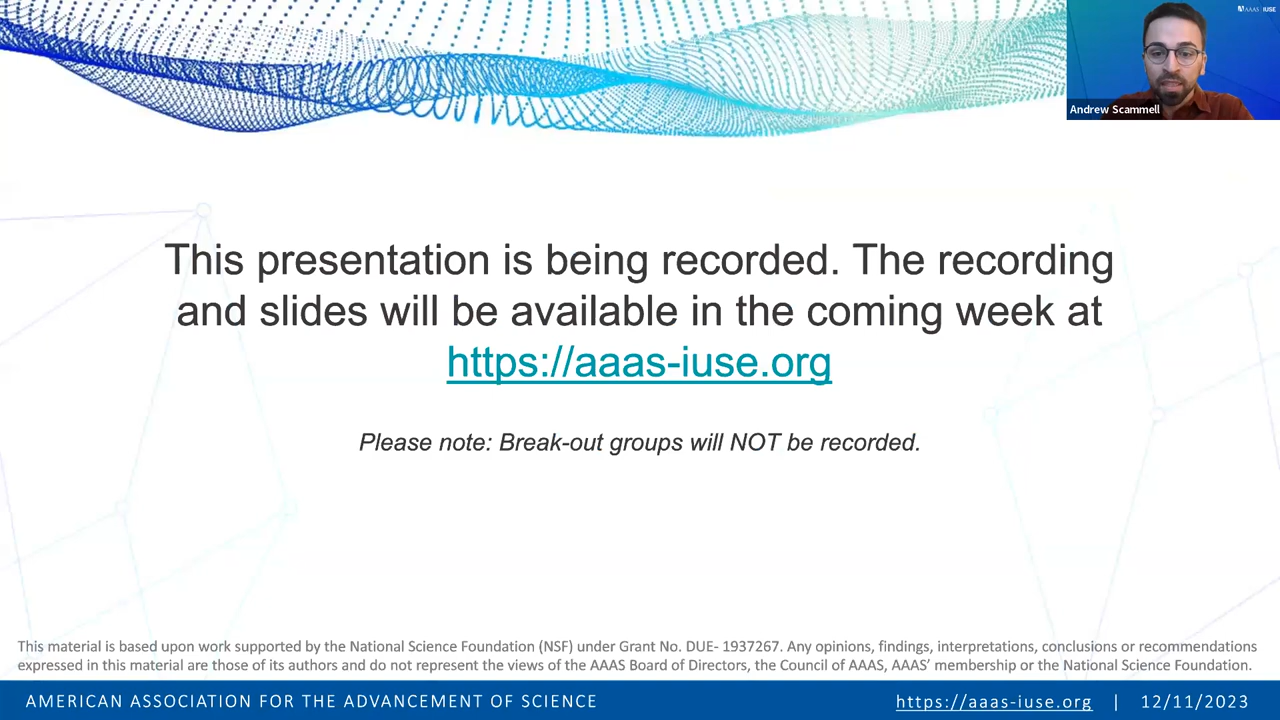 AAAS | IUSE
Andrew Scammell
This presentation is being recorded. The recording
and slides will be available in the coming week at
https://aaas-iuse.org
Please note: Break-out groups will NOT be recorded.
This material is based upon work supported by the National Science Foundation (NSF) under Grant No. DUE- 1937267. Any opinions, findings, interpretations, conclusions or recommendations
expressed in this material are those of its authors and do not represent the views of the AAAS Board of Directors, the Council of AAAS, AAAS’ membership or the National Science Foundation.
AMERICAN ASSOCIATION FOR THE ADVANCEMENT OF SCIENCE
https://aaas-iuse.org | 12/11/2023